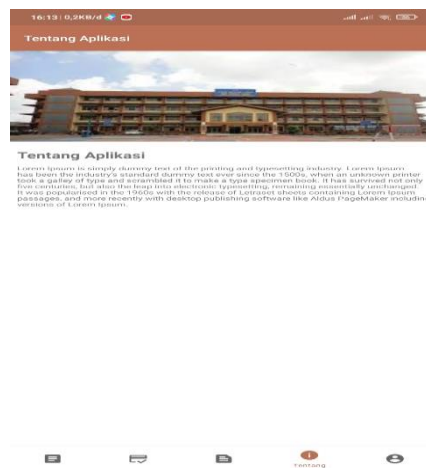 16:13 | 0,2KB/d
Tentang Aplikasi
Tentang Aplikasi
Lorem Ipsum is simply dummy text of the printing and typesetting industry. Lorem Ipsum
has been the industry's standard dummy text ever since the 1500s, when an unknown printer
took a galley of type and scrambled it to make a type specimen book. It has survived not only
five centuries, but also the leap into electronic typesetting, remaining essentially unchanged.
It was popularised in the 1960s with the release of Letraset sheets containing Lorem Ipsum
passages, and more recently with desktop publishing software like Aldus PageMaker includin
versions of Lorem Ipsum.
Tentang